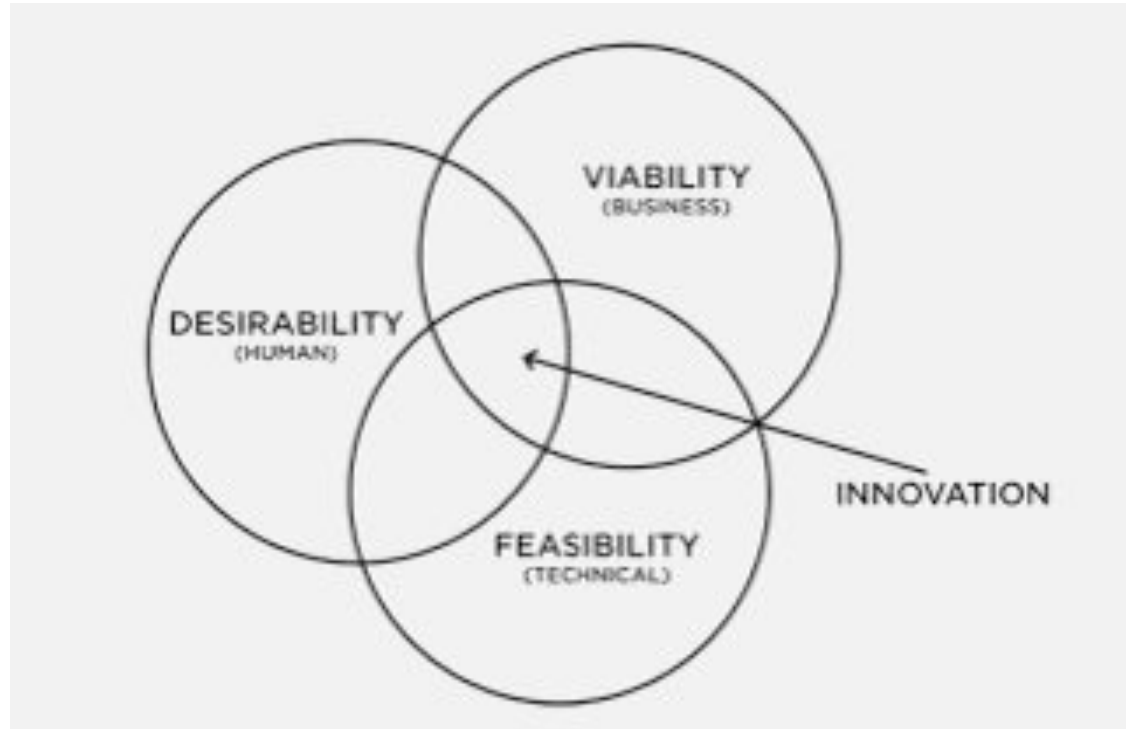 VIABILITY
(BUSINESS)
DESIRABILITY
(HUMAN)
INNOVATION
FEASIBILITY
(TECHNICAL)